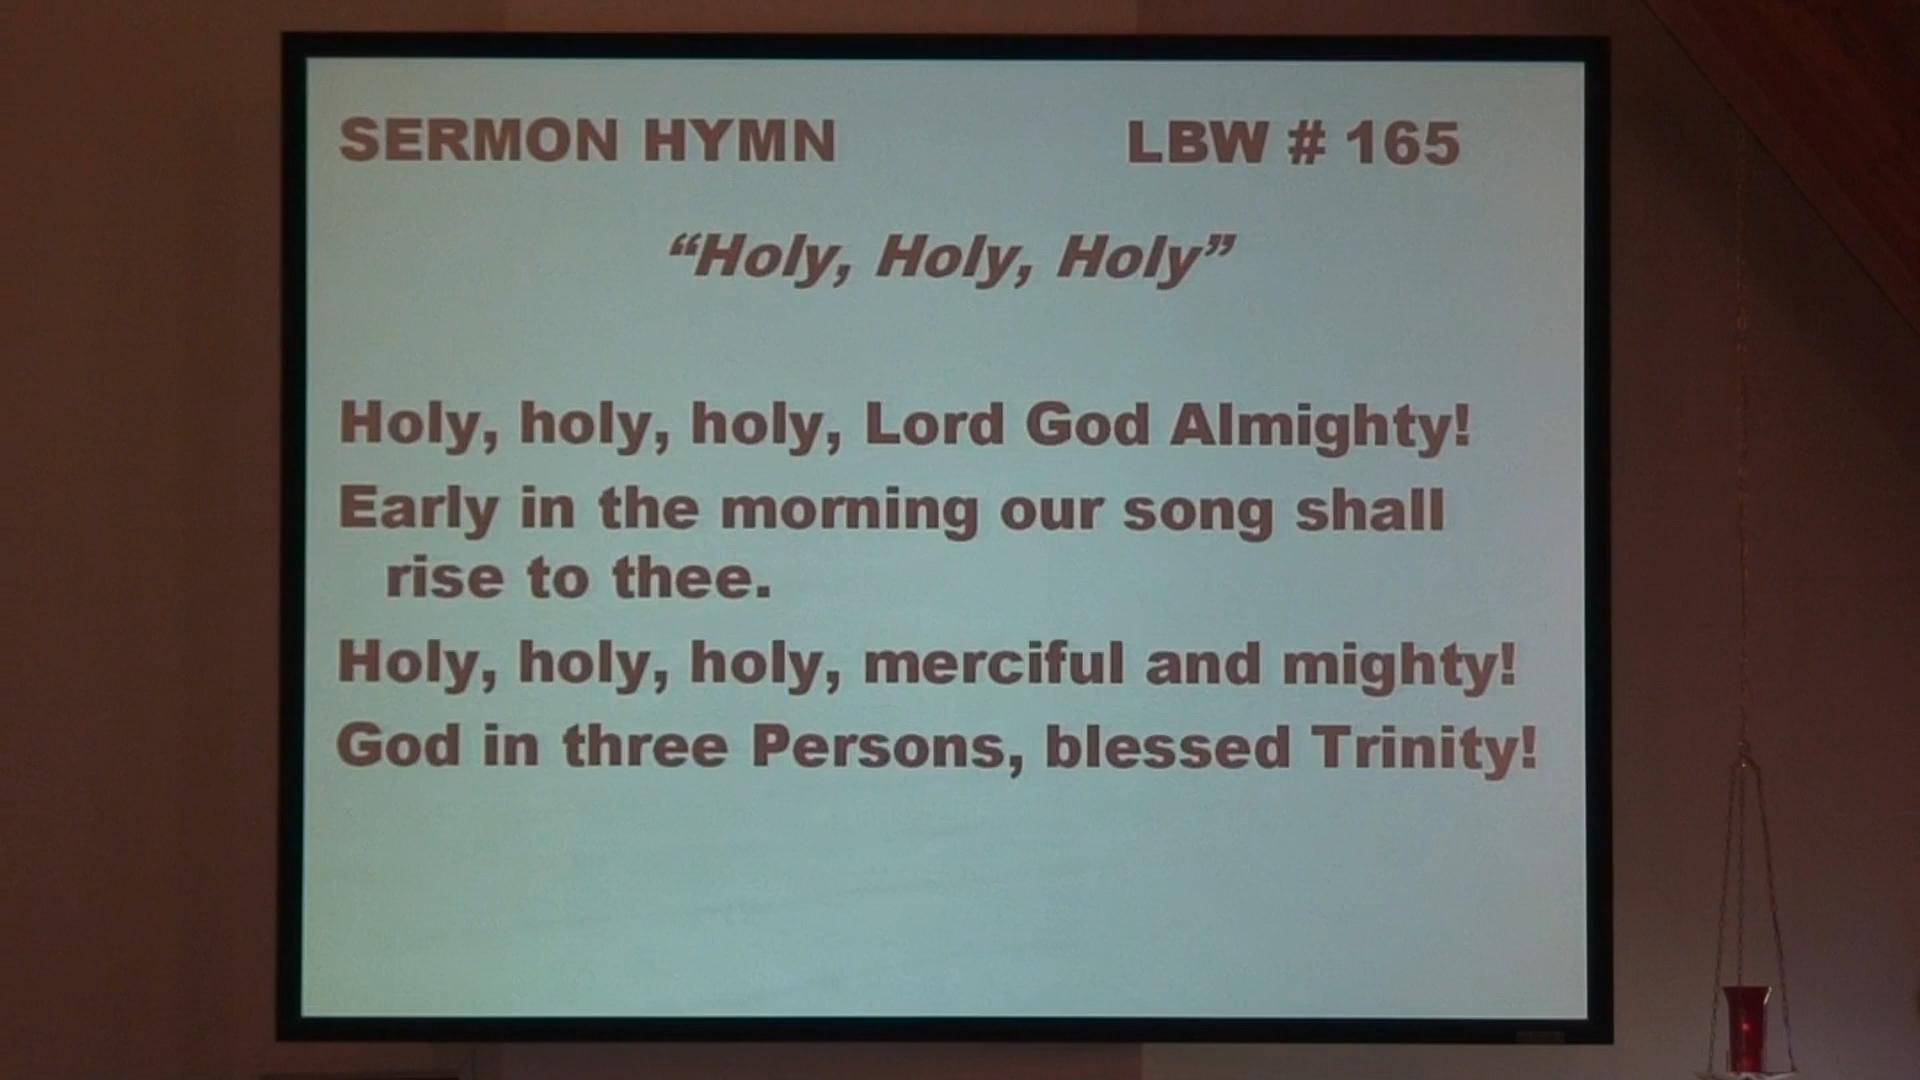 SERMON HYMN LBW # 165
“Holy, Holy, Holy”
Holy, holy, holy, Lord God Almighty!
Early in the morning our song shall
rise to thee.
Holy, holy, holy, merciful and mighty!
God in three Persons, blessed Trinity!